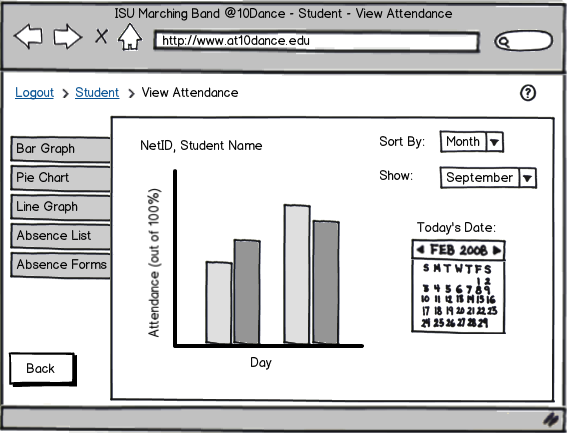 ISU Marching Band @10Dance - Student - View Attendance
http://www.at10dance.edu
Logout > Student > View Attendance ?
Bar Graph
Pie Chart
Line Graph
Absence List
Absence Forms
Back
NetID, Student Name
Sort By: Month
Show: September
Attendance (out of 100%)
Day
Today's Date:
FEB 2008
S M T W T F S
1 2
3 4 5 6 7 8 9
10 11 12 13 14 15 16
17 18 19 20 21 22 23
24 25 26 27 28 29